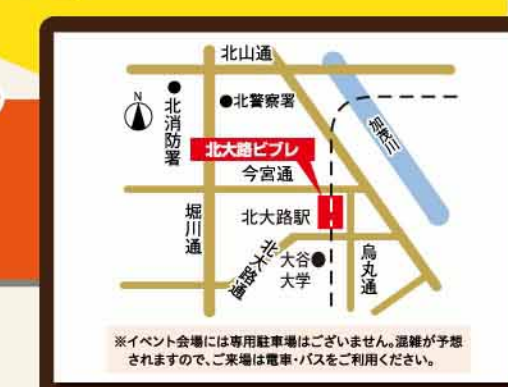 北山通
N
●北消防署
●北警察署
加茂川
北大路ビブレ
今宮通
堀川通
北大路駅
北大路通
大谷●
大学
烏丸通
※イベント会場には専用駐車場はございません。混雑が予想
されますので、ご来場は電車・バスをご利用ください。